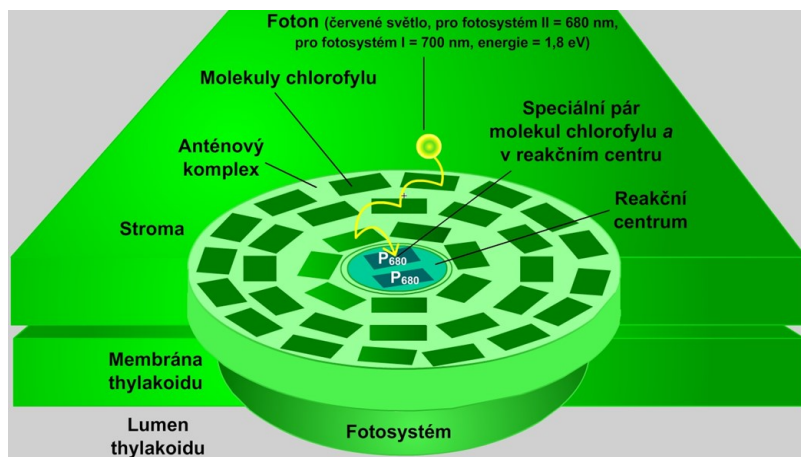 Foton (červené světlo, pro fotosystém II = 680 nm,
pro fotosystém I = 700 nm, energie = 1,8 eV)
Molekuly chlorofylu
Speciální pár
molekul chlorofylu a
v reakčním centru
Anténový
komplex
Reakční
centrum
Stroma
P680
P680
Membrána
thylakoidu
Lumen
thylakoidu
Fotosystém